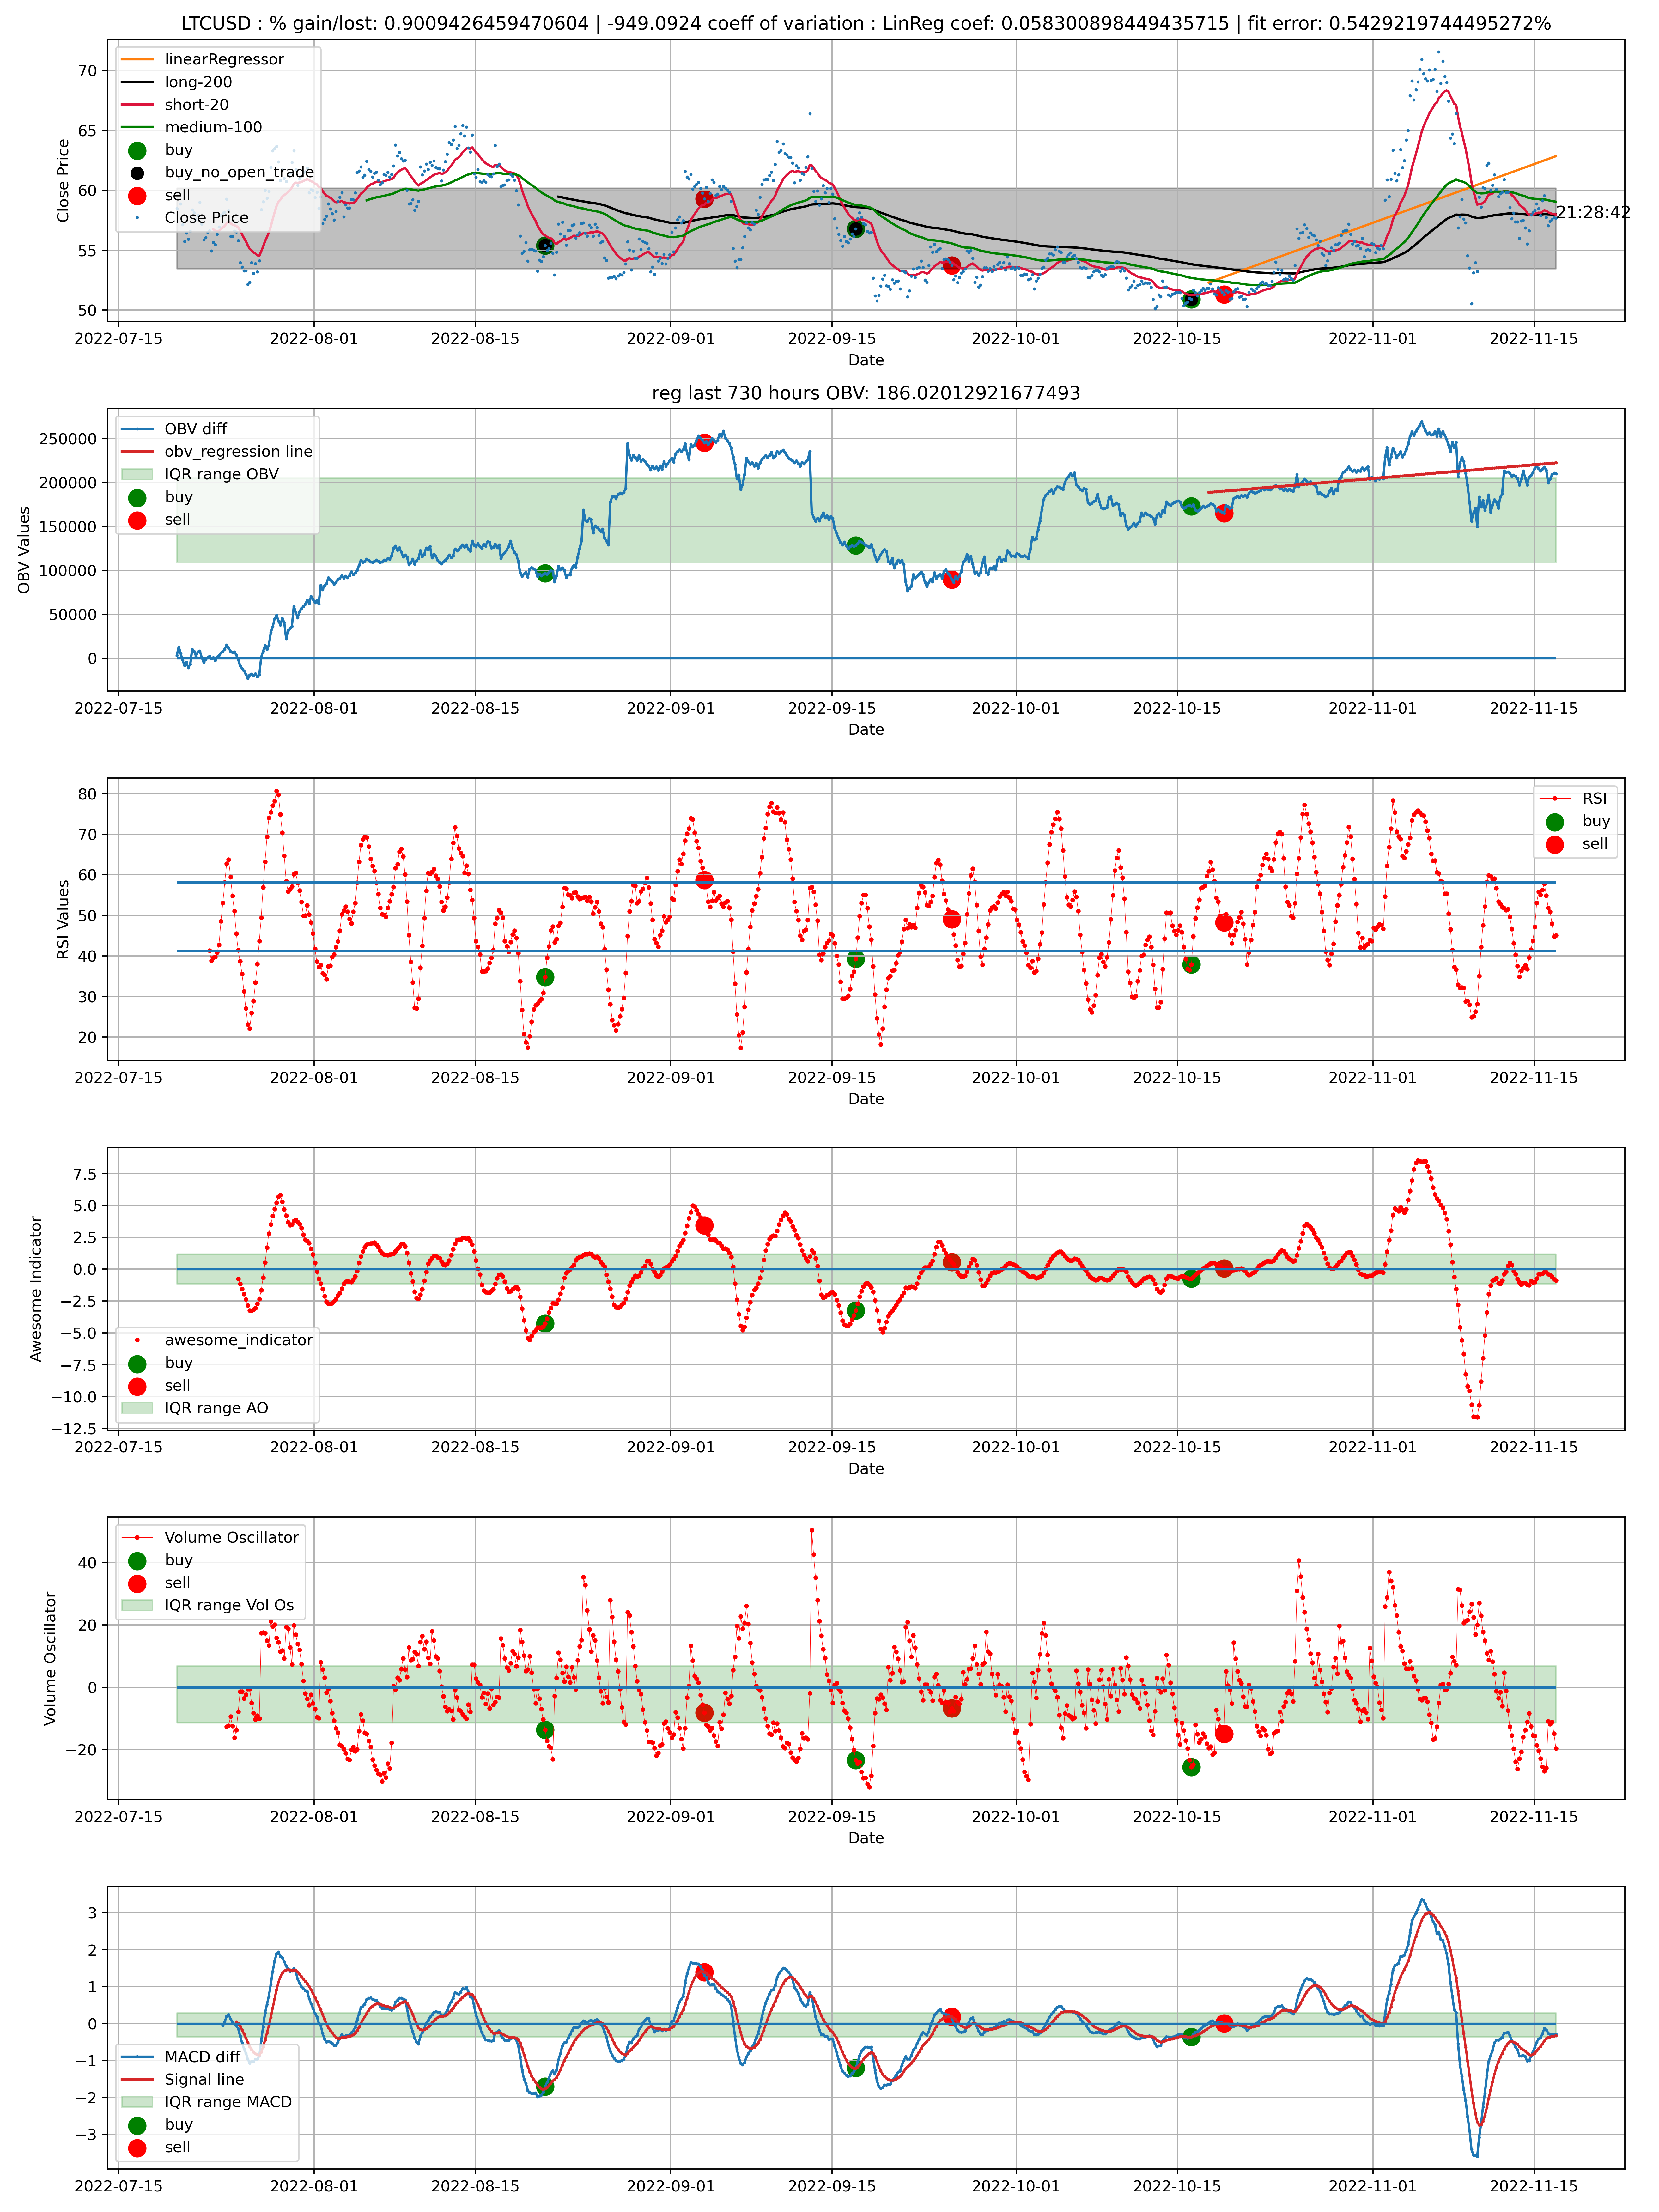 LTCUSD : % gain/lost: 0.9009426459470604 | -949.0924 coeff of variation : LinReg coef: 0.058300898449435715 | fit error: 0.5429219744495272%
linearRegressor
long-200
short-20
medium-100
buy
buy_no_open_trade
sell
Close Price
Close Price
70
65
60
55
50
21:28:42
2022-07-15 2022-08-01 2022-08-15 2022-09-01 2022-09-15 2022-10-01 2022-10-15 2022-11-01 2022-11-15
Date
reg last 730 hours OBV: 186.02012921677493
OBV diff
obv_regression line
IQR range OBV
buy
sell
OBV Values
250000
200000
150000
100000
50000
0
2022-07-15 2022-08-01 2022-08-15 2022-09-01 2022-09-15 2022-10-01 2022-10-15 2022-11-01 2022-11-15
Date
RSI
buy
sell
RSI Values
80
70
60
50
40
30
20
2022-07-15 2022-08-01 2022-08-15 2022-09-01 2022-09-15 2022-10-01 2022-10-15 2022-11-01 2022-11-15
Date
Awesome Indicator
7.5
5.0
2.5
0.0
−2.5
−5.0
−7.5
−10.0
−12.5
awesome_indicator
buy
sell
IQR range AO
2022-07-15 2022-08-01 2022-08-15 2022-09-01 2022-09-15 2022-10-01 2022-10-15 2022-11-01 2022-11-15
Date
Volume Oscillator
buy
sell
IQR range Vol Os
Volume Oscillator
40
20
0
−20
2022-07-15 2022-08-01 2022-08-15 2022-09-01 2022-09-15 2022-10-01 2022-10-15 2022-11-01 2022-11-15
Date
3
2
1
0
−1
−2
−3
MACD diff
Signal line
IQR range MACD
buy
sell
2022-07-15 2022-08-01 2022-08-15 2022-09-01 2022-09-15 2022-10-01 2022-10-15 2022-11-01 2022-11-15